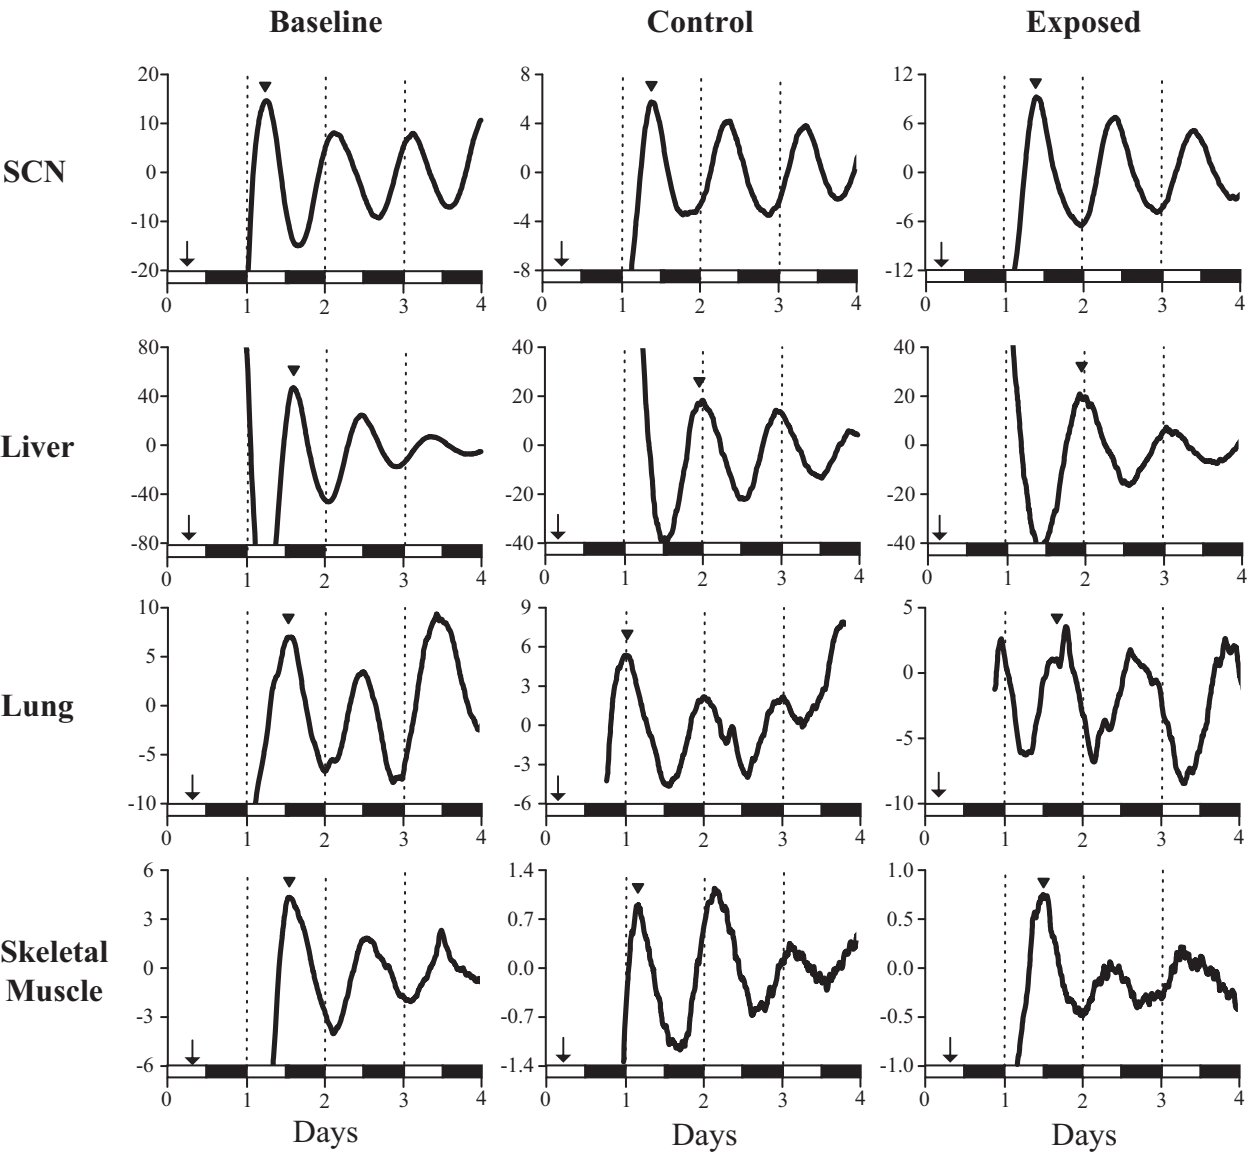 Baseline Control Exposed
SCN
20 10 0 -10 -20
0 1 2 3 4
8 4 0 -4 -8
0 1 2 3 4
12 6 0 -6 -12
0 1 2 3 4
Liver
80 40 0 -40 -80
0 1 2 3 4
40 20 0 -20 -40
0 1 2 3 4
40 20 0 -20 -40
0 1 2 3 4
Lung
10 5 0 -5 -10
0 1 2 3 4
9 6 3 0 -3 -6
0 1 2 3 4
5 0 -5 -10
0 1 2 3 4
Skeletal
Muscle
6 3 0 -3 -6
0 1 2 3 4
1.4 0.7 0.0 -0.7 -1.4
0 1 2 3 4
1.0 0.5 0.0 -0.5 -1.0
0 1 2 3 4
Days Days Days